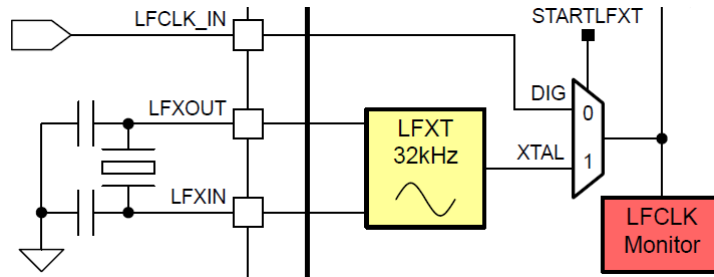 STARTLFXT
LFCLK_IN
DIG
0
LFXOUT
LFXT
32kHz
XTAL
1
LFXIN
LFCLK
Monitor